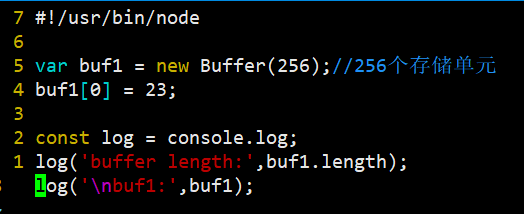 7 #!/usr/bin/node
6
5 var buf1 = new Buffer(256);//256个存储单元
4 buf1[0] = 23;
3
2 const log = console.log;
1 log('buffer length:',buf1.length);
log('\nbuf1:',buf1);